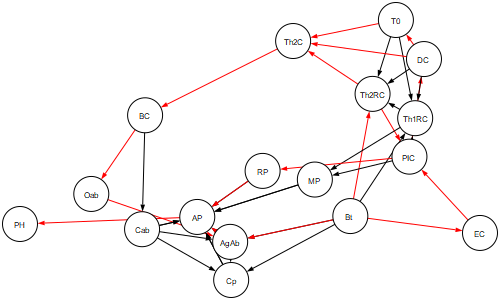 T0
Th2C
DC
Th2RC
BC
Th1RC
PIC
RP
MP
Oab
AP
Bt
PH
Cab
AgAb
EC
Cp